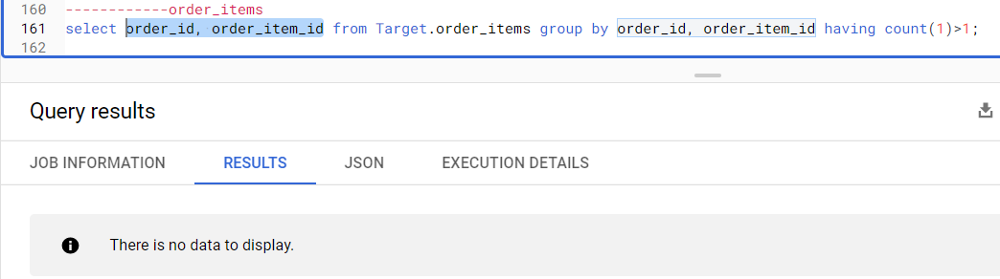 160 ------------order_items
161 select order_id, order_item_id from Target.order_items group by order_id, order_item_id having count(1)>1;
162
Query results
JOB INFORMATION RESULTS JSON EXECUTION DETAILS
There is no data to display.